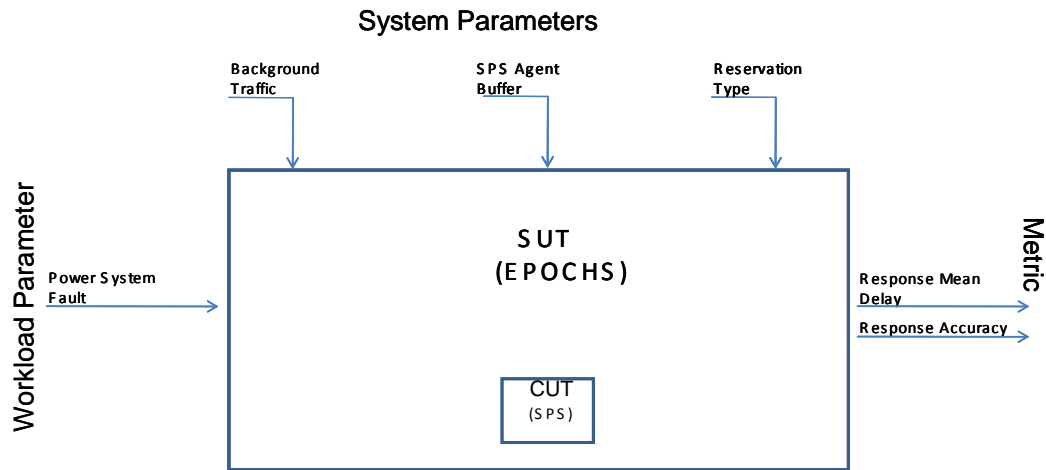 System Parameters
Background
Traffic
SPS Agent
Buffer
Reservation
Type
Workload Parameter
Power System
Fault
SUT
(EPOCHS)
CUT
(SPS)
Response Mean
Delay
Response Accuracy
Metric